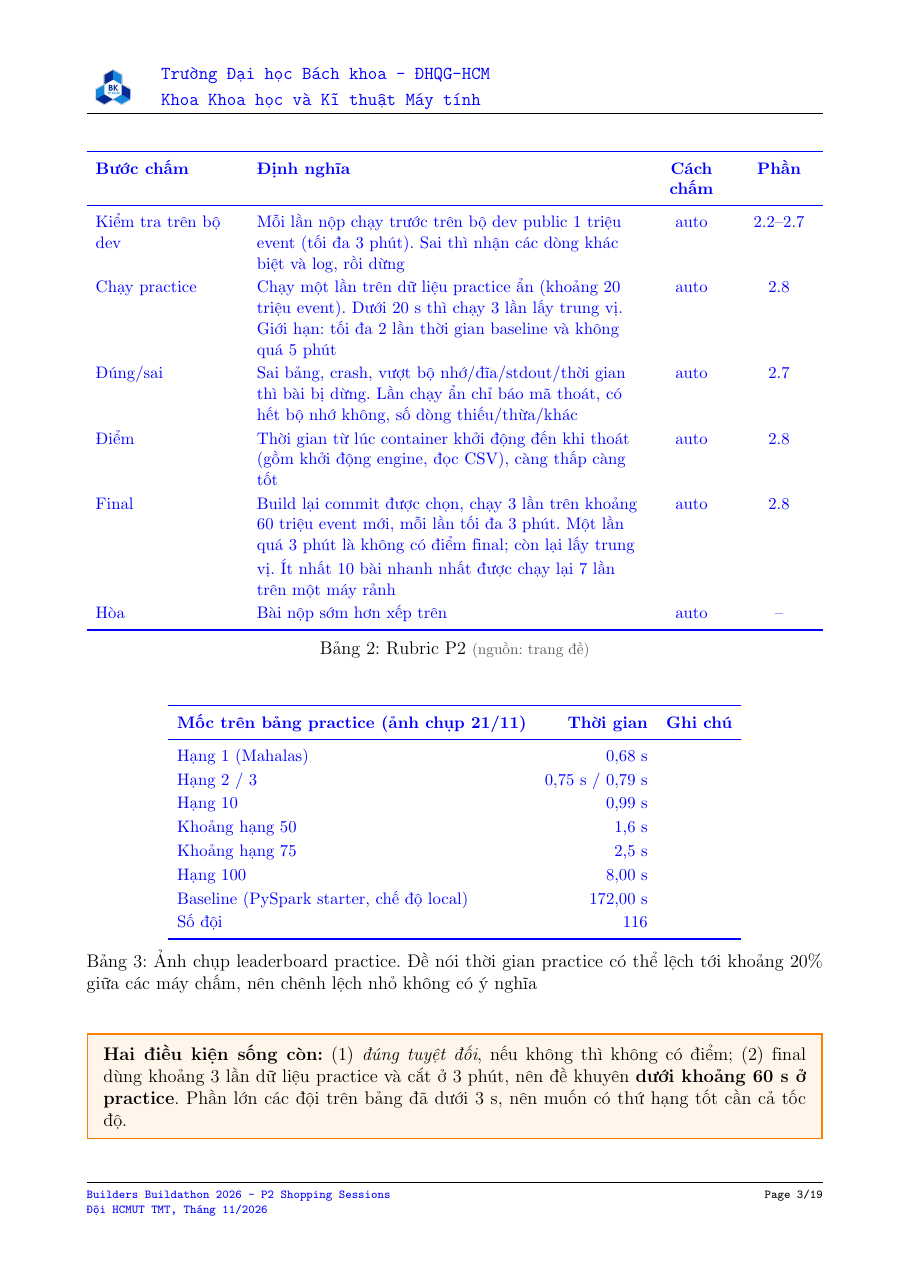 BK
Trường Đại học Bách khoa - ĐHQG-HCM
Khoa Khoa học và Kĩ thuật Máy tính
Bước chấm Định nghĩa Cách chấm Phần
Kiểm tra trên bộ dev
Mỗi lần nộp chạy trước trên bộ dev public 1 triệu
event (tối đa 3 phút). Sai thì nhận các dòng khác
biệt và log, rồi dừng
auto 2.2–2.7
Chạy practice
Chạy một lần trên dữ liệu practice ẩn (khoảng 20
triệu event). Dưới 20 s thì chạy 3 lần lấy trung vị.
Giới hạn: tối đa 2 lần thời gian baseline và không
quá 5 phút
auto 2.8
Đúng/sai
Sai bảng, crash, vượt bộ nhớ/đĩa/stdout/thời gian
thì bài bị dừng. Lần chạy ẩn chỉ báo mã thoát, có
hết bộ nhớ không, số dòng thiếu/thừa/khác
auto 2.7
Điểm
Thời gian từ lúc container khởi động đến khi thoát
(gồm khởi động engine, đọc CSV), càng thấp càng
tốt
auto 2.8
Final
Build lại commit được chọn, chạy 3 lần trên khoảng
60 triệu event mới, mỗi lần tối đa 3 phút. Một lần
quá 3 phút là không có điểm final; còn lại lấy trung
vị. Ít nhất 10 bài nhanh nhất được chạy lại 7 lần
trên một máy rảnh
auto 2.8
Hòa Bài nộp sớm hơn xếp trên auto –
Bảng 2: Rubric P2 (nguồn: trang đề)
Mốc trên bảng practice (ảnh chụp 21/11) Thời gian Ghi chú
Hạng 1 (Mahalas) 0,68 s
Hạng 2 / 3 0,75 s / 0,79 s
Hạng 10 0,99 s
Khoảng hạng 50 1,6 s
Khoảng hạng 75 2,5 s
Hạng 100 8,00 s
Baseline (PySpark starter, chế độ local) 172,00 s
Số đội 116
Bảng 3: Ảnh chụp leaderboard practice. Đề nói thời gian practice có thể lệch tới khoảng 20%
giữa các máy chấm, nên chênh lệch nhỏ không có ý nghĩa
Hai điều kiện sống còn: (1) đúng tuyệt đối, nếu không thì không có điểm; (2) final
dùng khoảng 3 lần dữ liệu practice và cắt ở 3 phút, nên đề khuyên dưới khoảng 60 s ở
practice. Phần lớn các đội trên bảng đã dưới 3 s, nên muốn có thứ hạng tốt cần cả tốc
độ.
Builders Buildathon 2026 - P2 Shopping Sessions Page 3/19
Đội HCMUT TMT, Tháng 11/2026